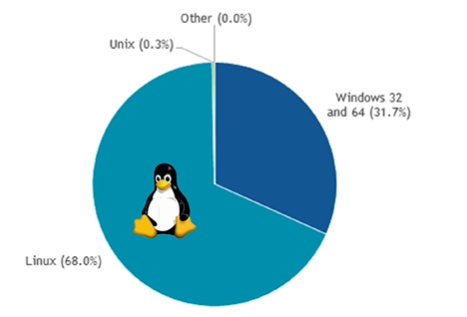 Other (0.0%)
Unix (0.3%)
Windows 32
and 64 (31.7%)
Linux (68.0%)